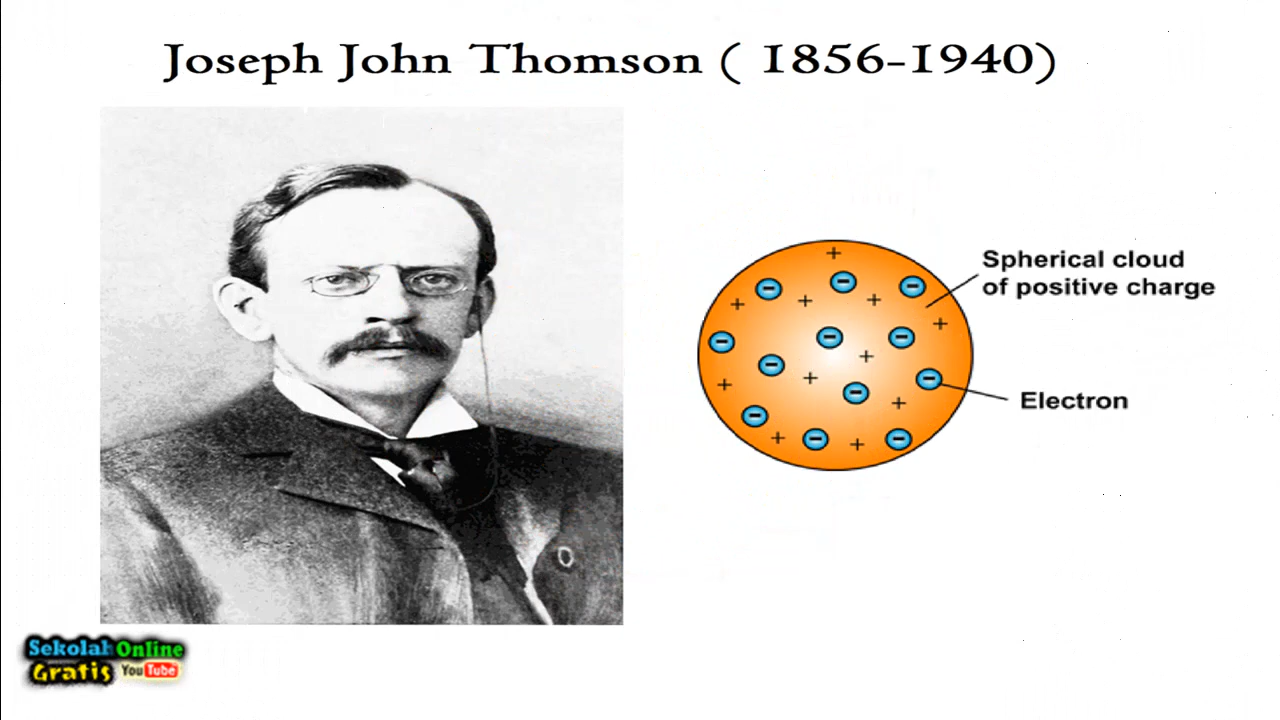 Joseph John Thomson ( 1856-1940)
Spherical cloud
of positive charge
Electron
Sekolah Online
Gratis YouTube